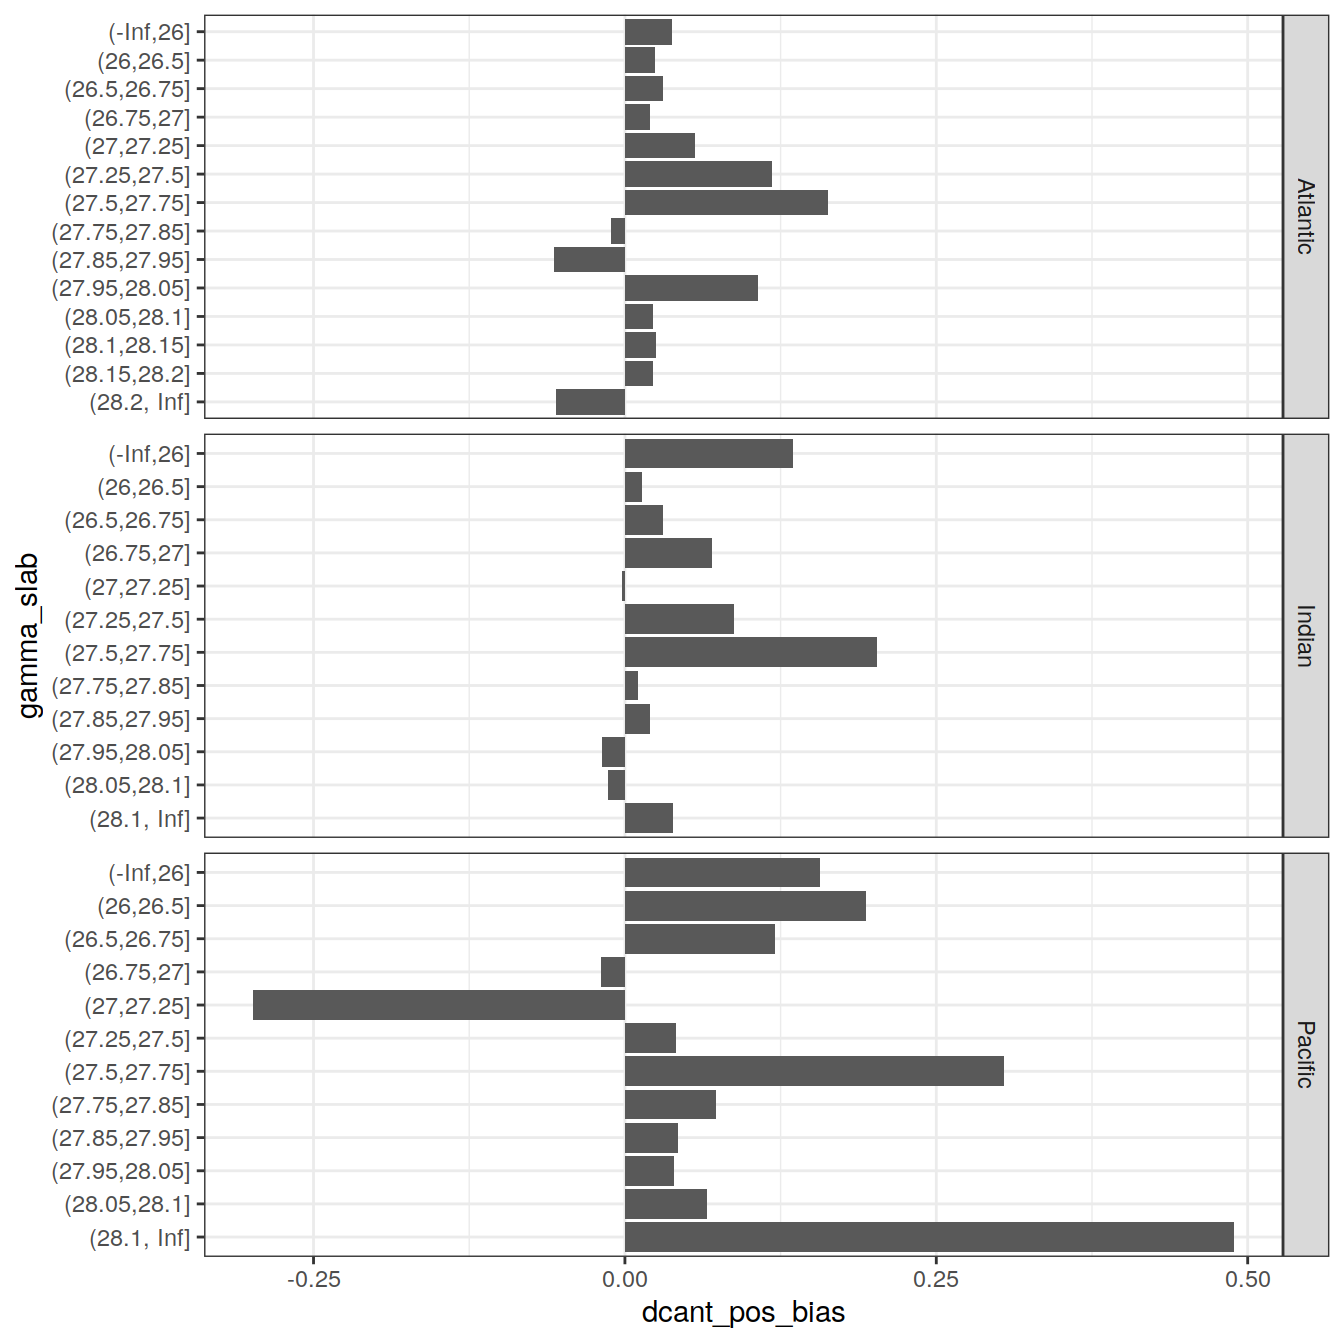 (-Inf,26]
(26,26.5]
(26.5,26.75]
(26.75,27]
(27,27.25]
(27.25,27.5]
(27.5,27.75]
(27.75,27.85]
(27.85,27.95]
(27.95,28.05]
(28.05,28.1]
(28.1,28.15]
(28.15,28.2]
(28.2, Inf]
Atlantic
(-Inf,26]
(26,26.5]
(26.5,26.75]
(26.75,27]
(27,27.25]
(27.25,27.5]
(27.5,27.75]
(27.75,27.85]
(27.85,27.95]
(27.95,28.05]
(28.05,28.1]
(28.1, Inf]
Indian
gamma_slab
(-Inf,26]
(26,26.5]
(26.5,26.75]
(26.75,27]
(27,27.25]
(27.25,27.5]
(27.5,27.75]
(27.75,27.85]
(27.85,27.95]
(27.95,28.05]
(28.05,28.1]
(28.1, Inf]
Pacific
-0.25 0.00 0.25 0.50
dcant_pos_bias